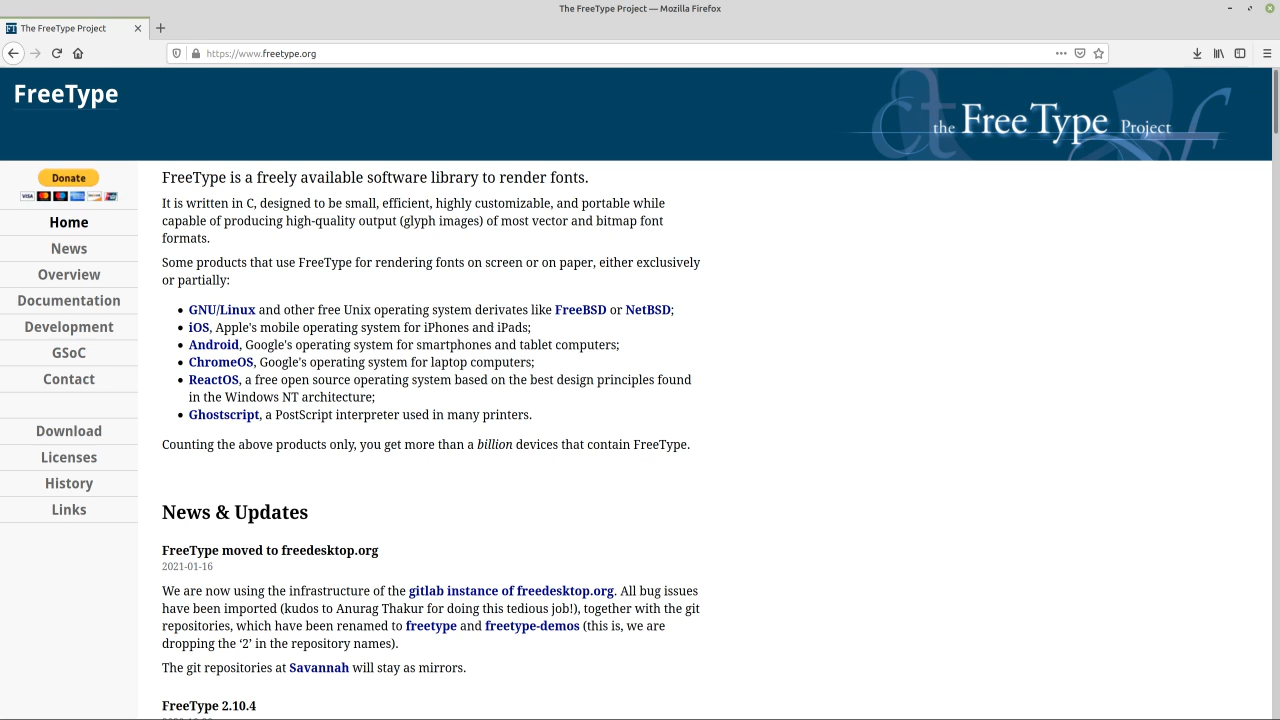 The FreeType Project — Mozilla Firefox
FT The FreeType Project
https://www.freetype.org
FreeType
the FreeType Project
Donate
VISA
Home
News
Overview
Documentation
Development
GSoC
Contact
Download
Licenses
History
Links
FreeType is a freely available software library to render fonts.
It is written in C, designed to be small, efficient, highly customizable, and portable while
capable of producing high-quality output (glyph images) of most vector and bitmap font
formats.
Some products that use FreeType for rendering fonts on screen or on paper, either exclusively
or partially:
• GNU/Linux and other free Unix operating system derivates like FreeBSD or NetBSD;
• iOS, Apple's mobile operating system for iPhones and iPads;
• Android, Google's operating system for smartphones and tablet computers;
• ChromeOS, Google's operating system for laptop computers;
• ReactOS, a free open source operating system based on the best design principles found
in the Windows NT architecture;
• Ghostscript, a PostScript interpreter used in many printers.
Counting the above products only, you get more than a billion devices that contain FreeType.
News & Updates
FreeType moved to freedesktop.org
2021-01-16
We are now using the infrastructure of the gitlab instance of freedesktop.org. All bug issues
have been imported (kudos to Anurag Thakur for doing this tedious job!), together with the git
repositories, which have been renamed to freetype and freetype-demos (this is, we are
dropping the ‘2’ in the repository names).
The git repositories at Savannah will stay as mirrors.
FreeType 2.10.4